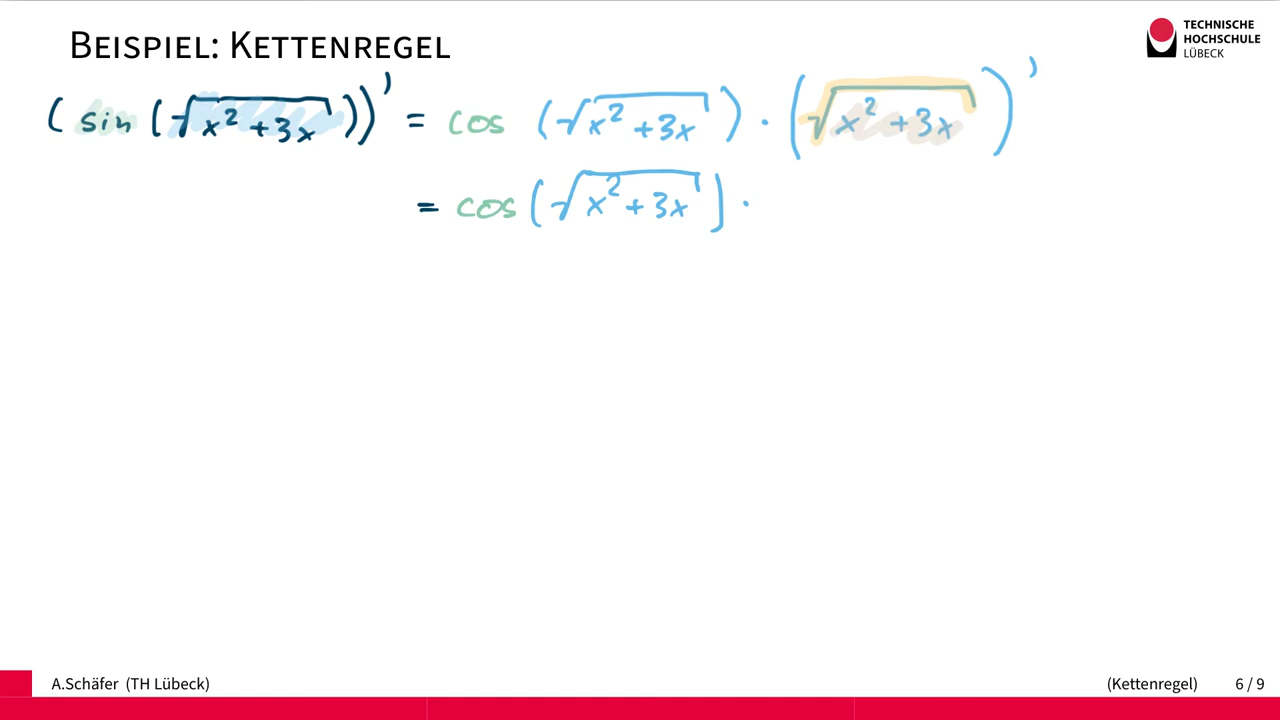 BEISPIEL: KETTENREGEL
TECHNISCHE
HOCHSCHULE
LÜBECK
(sin(√(x²+3x)))' = cos(√(x²+3x)) · (√(x²+3x))'
= cos(√(x²+3x)) ·
A.Schäfer (TH Lübeck)
(Kettenregel)
6 / 9